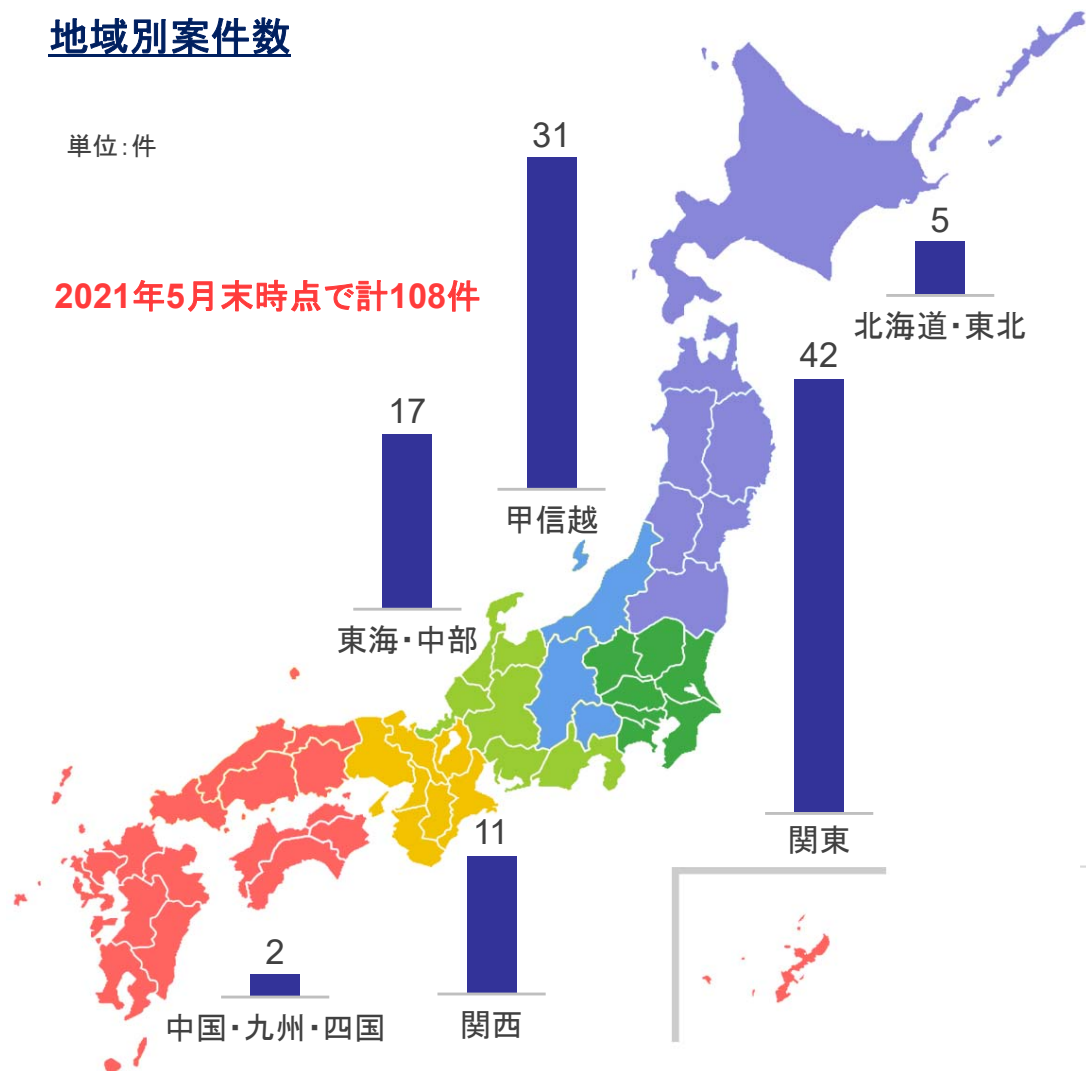 地域別案件数
単位:件
31
甲信越
5
北海道・東北
2021年5月末時点で計108件
42
関東
17
東海・中部
11
関西
2
中国・九州・四国